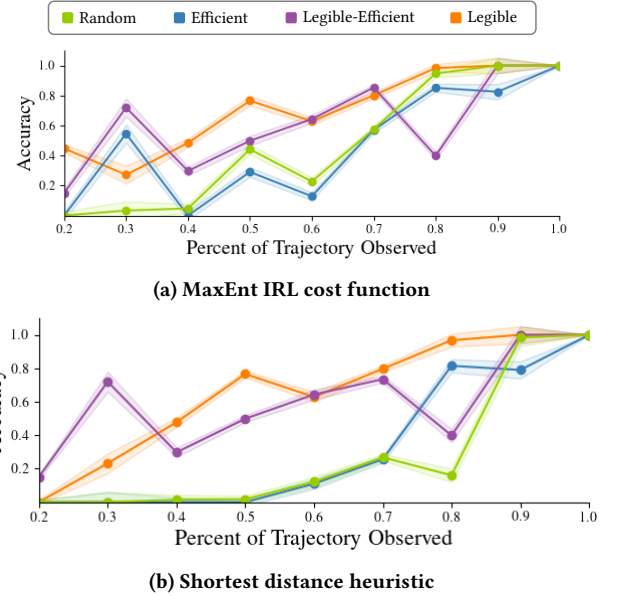 Random Efficient Legible-Efficient Legible
1.0
0.8
0.6
0.4
0.2
Accuracy
0.2 0.3 0.4 0.5 0.6 0.7 0.8 0.9 1.0
Percent of Trajectory Observed
(a) MaxEnt IRL cost function
1.0
0.8
0.6
0.4
0.2
0.2 0.3 0.4 0.5 0.6 0.7 0.8 0.9 1.0
Percent of Trajectory Observed
(b) Shortest distance heuristic